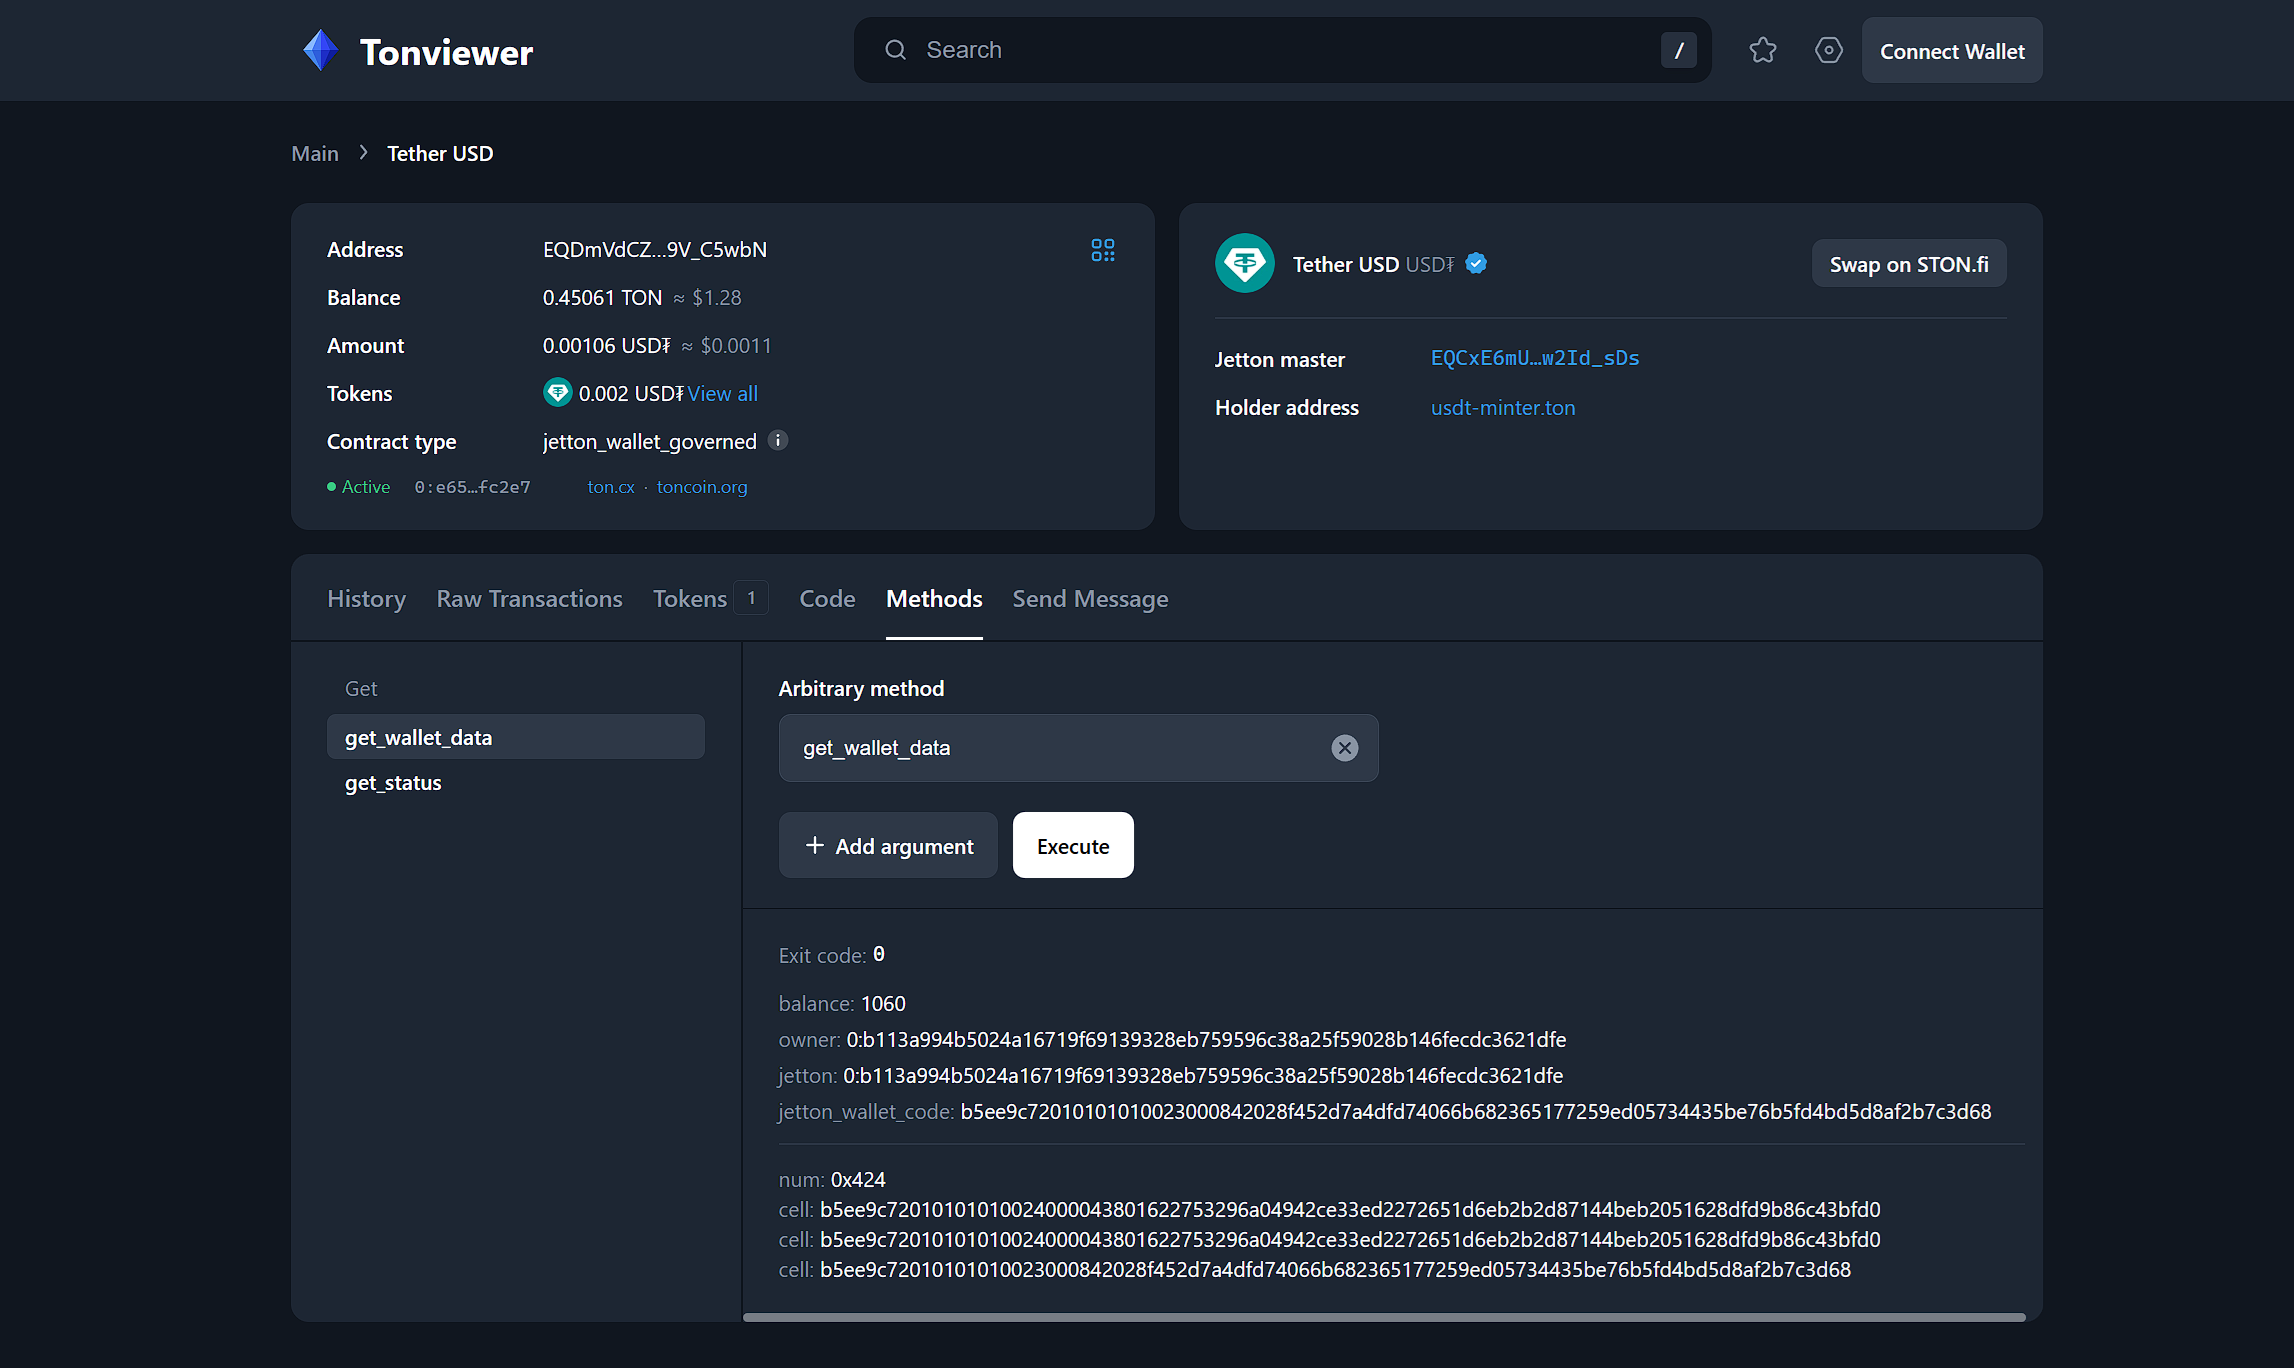 Tonviewer
Search
/
Connect Wallet
Main > Tether USD
Address EQDmVdCZ...9V_C5wbN
Balance 0.45061 TON ≈ $1.28
Amount 0.00106 USD₮ ≈ $0.0011
Tokens 0.002 USD₮ View all
Contract type jetton_wallet_governed
Active 0:e65…fc2e7 ton.cx · toncoin.org
Tether USD USD₮
Swap on STON.fi
Jetton master EQCxE6mU…w2Id_sDs
Holder address usdt-minter.ton
History Raw Transactions Tokens 1 Code Methods Send Message
Get
get_wallet_data
get_status
Arbitrary method
get_wallet_data
+ Add argument
Execute
Exit code: 0
balance: 1060
owner: 0:b113a994b5024a16719f69139328eb759596c38a25f59028b146fecdc3621dfe
jetton: 0:b113a994b5024a16719f69139328eb759596c38a25f59028b146fecdc3621dfe
jetton_wallet_code: b5ee9c72010101010023000842028f452d7a4dfd74066b682365177259ed05734435be76b5fd4bd5d8af2b7c3d68
num: 0x424
cell: b5ee9c72010101010024000043801622753296a04942ce33ed2272651d6eb2b2d87144beb2051628dfd9b86c43bfd0
cell: b5ee9c72010101010024000043801622753296a04942ce33ed2272651d6eb2b2d87144beb2051628dfd9b86c43bfd0
cell: b5ee9c72010101010023000842028f452d7a4dfd74066b682365177259ed05734435be76b5fd4bd5d8af2b7c3d68